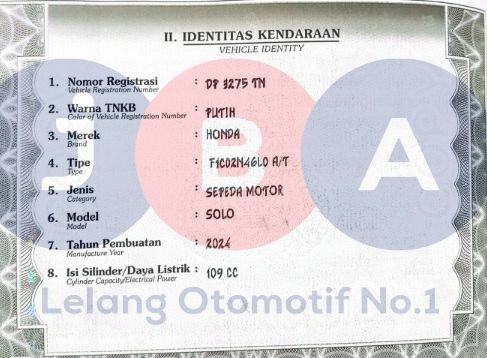 II. IDENTITAS KENDARAAN
VEHICLE IDENTITY
1. Nomor Registrasi : DP 3275 TN
Vehicle Registration Number
2. Warna TNKB : PUTIH
Color of Vehicle Registration Number
3. Merek : HONDA
Brand
4. Tipe : F1C02N46L0 A/T
Type
5. Jenis : SEPEDA MOTOR
Category
6. Model : SOLO
Model
7. Tahun Pembuatan : 2024
Manufacture Year
8. Isi Silinder/Daya Listrik : 109 CC
Cylinder Capacity/Electrical Power
JBA
Lelang Otomotif No.1